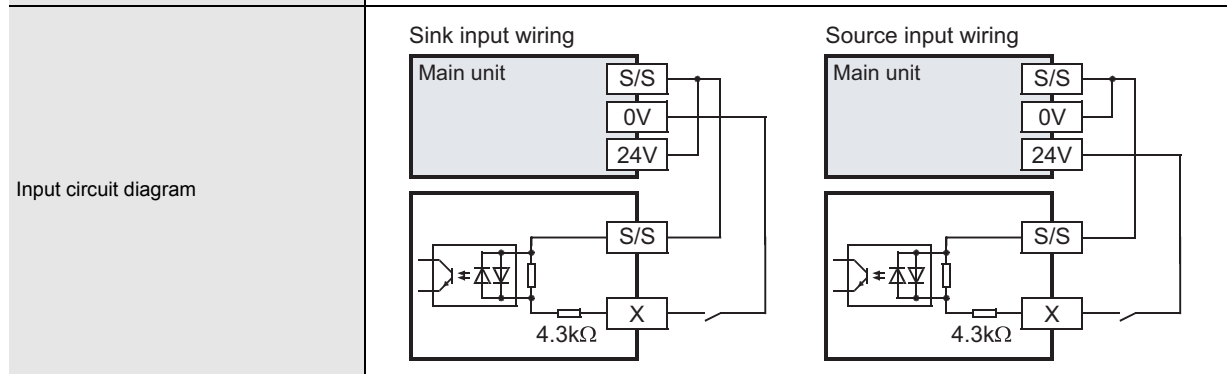 Input circuit diagram
Sink input wiring
Main unit
S/S
0V
24V
S/S
X
4.3kΩ
Source input wiring
Main unit
S/S
0V
24V
S/S
X
4.3kΩ